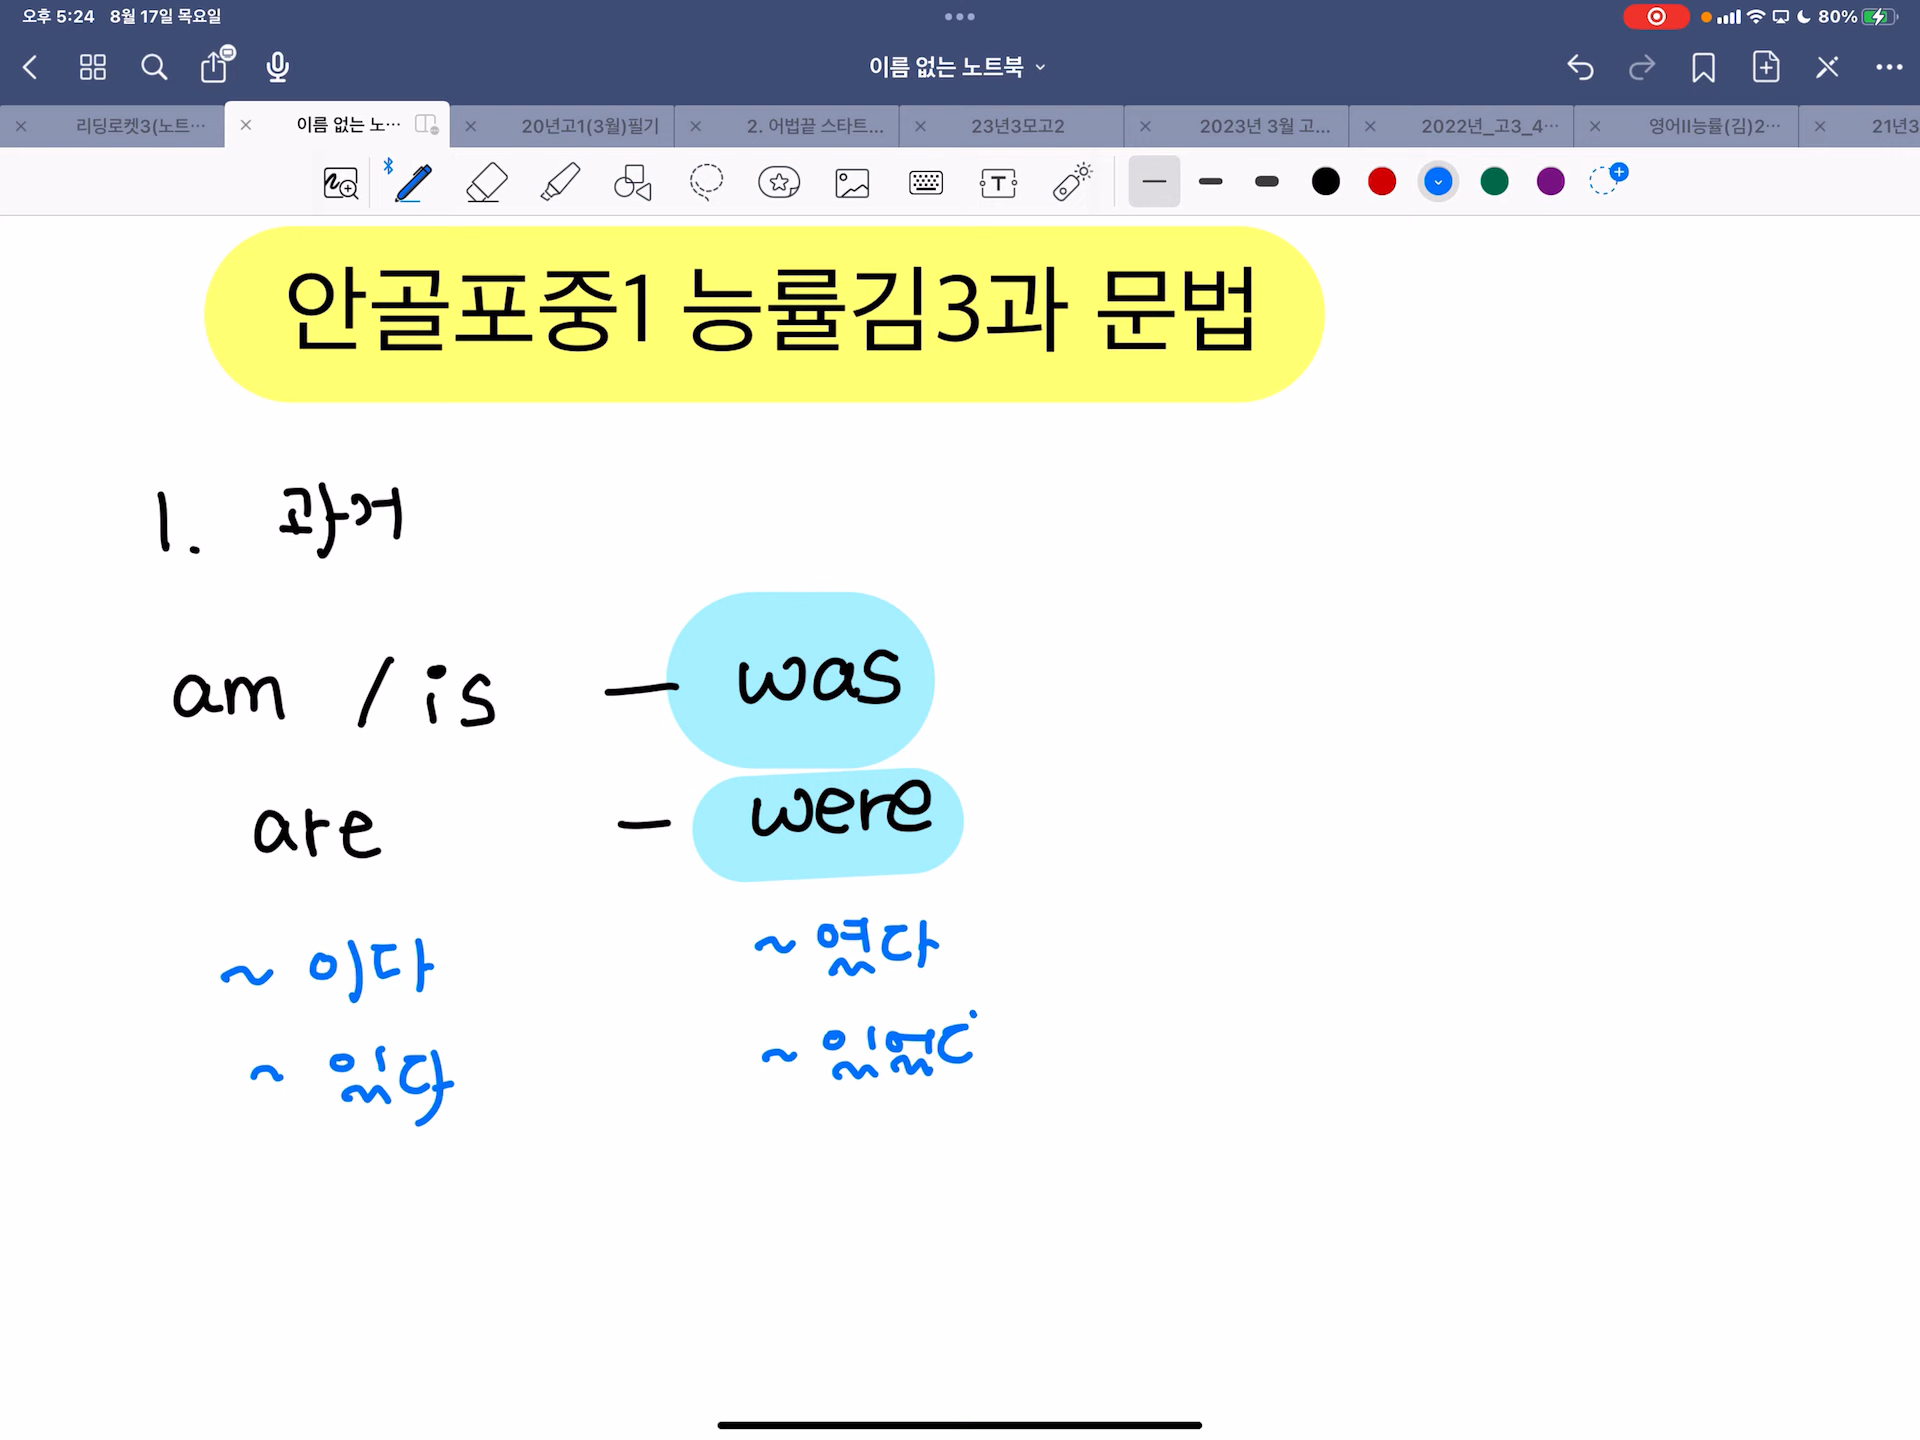 오후 5:24 8월 17일 목요일 80%
이름 없는 노트북
리딩로켓3(노트… 이름 없는 노… 20년고1(3월)필기 2. 어법끝 스타트... 23년3모고2 2023년 3월 고... 2022년_고3_4… 영어II능률(김)2… 21년3
안골포중1 능률김3과 문법
1. 과거
am / is – was
are – were
~ 이다 ~ 였다
~ 있다 ~ 있었ㄷ